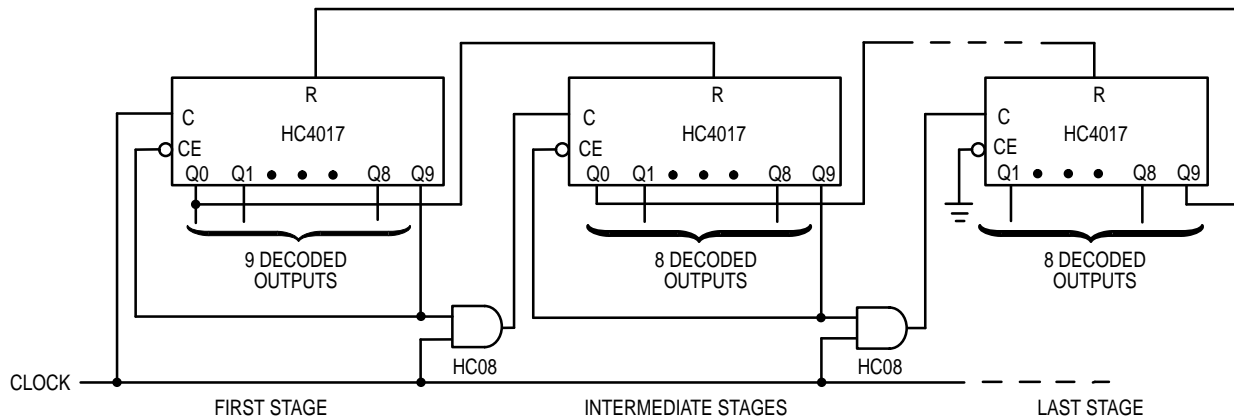 R
R
R
C
HC4017
CE
Q0 Q1 Q8 Q9
C
HC4017
CE
Q0 Q1 Q8 Q9
C
HC4017
CE
Q1 Q8 Q9
9 DECODED
OUTPUTS
8 DECODED
OUTPUTS
8 DECODED
OUTPUTS
HC08
HC08
CLOCK
FIRST STAGE
INTERMEDIATE STAGES
LAST STAGE